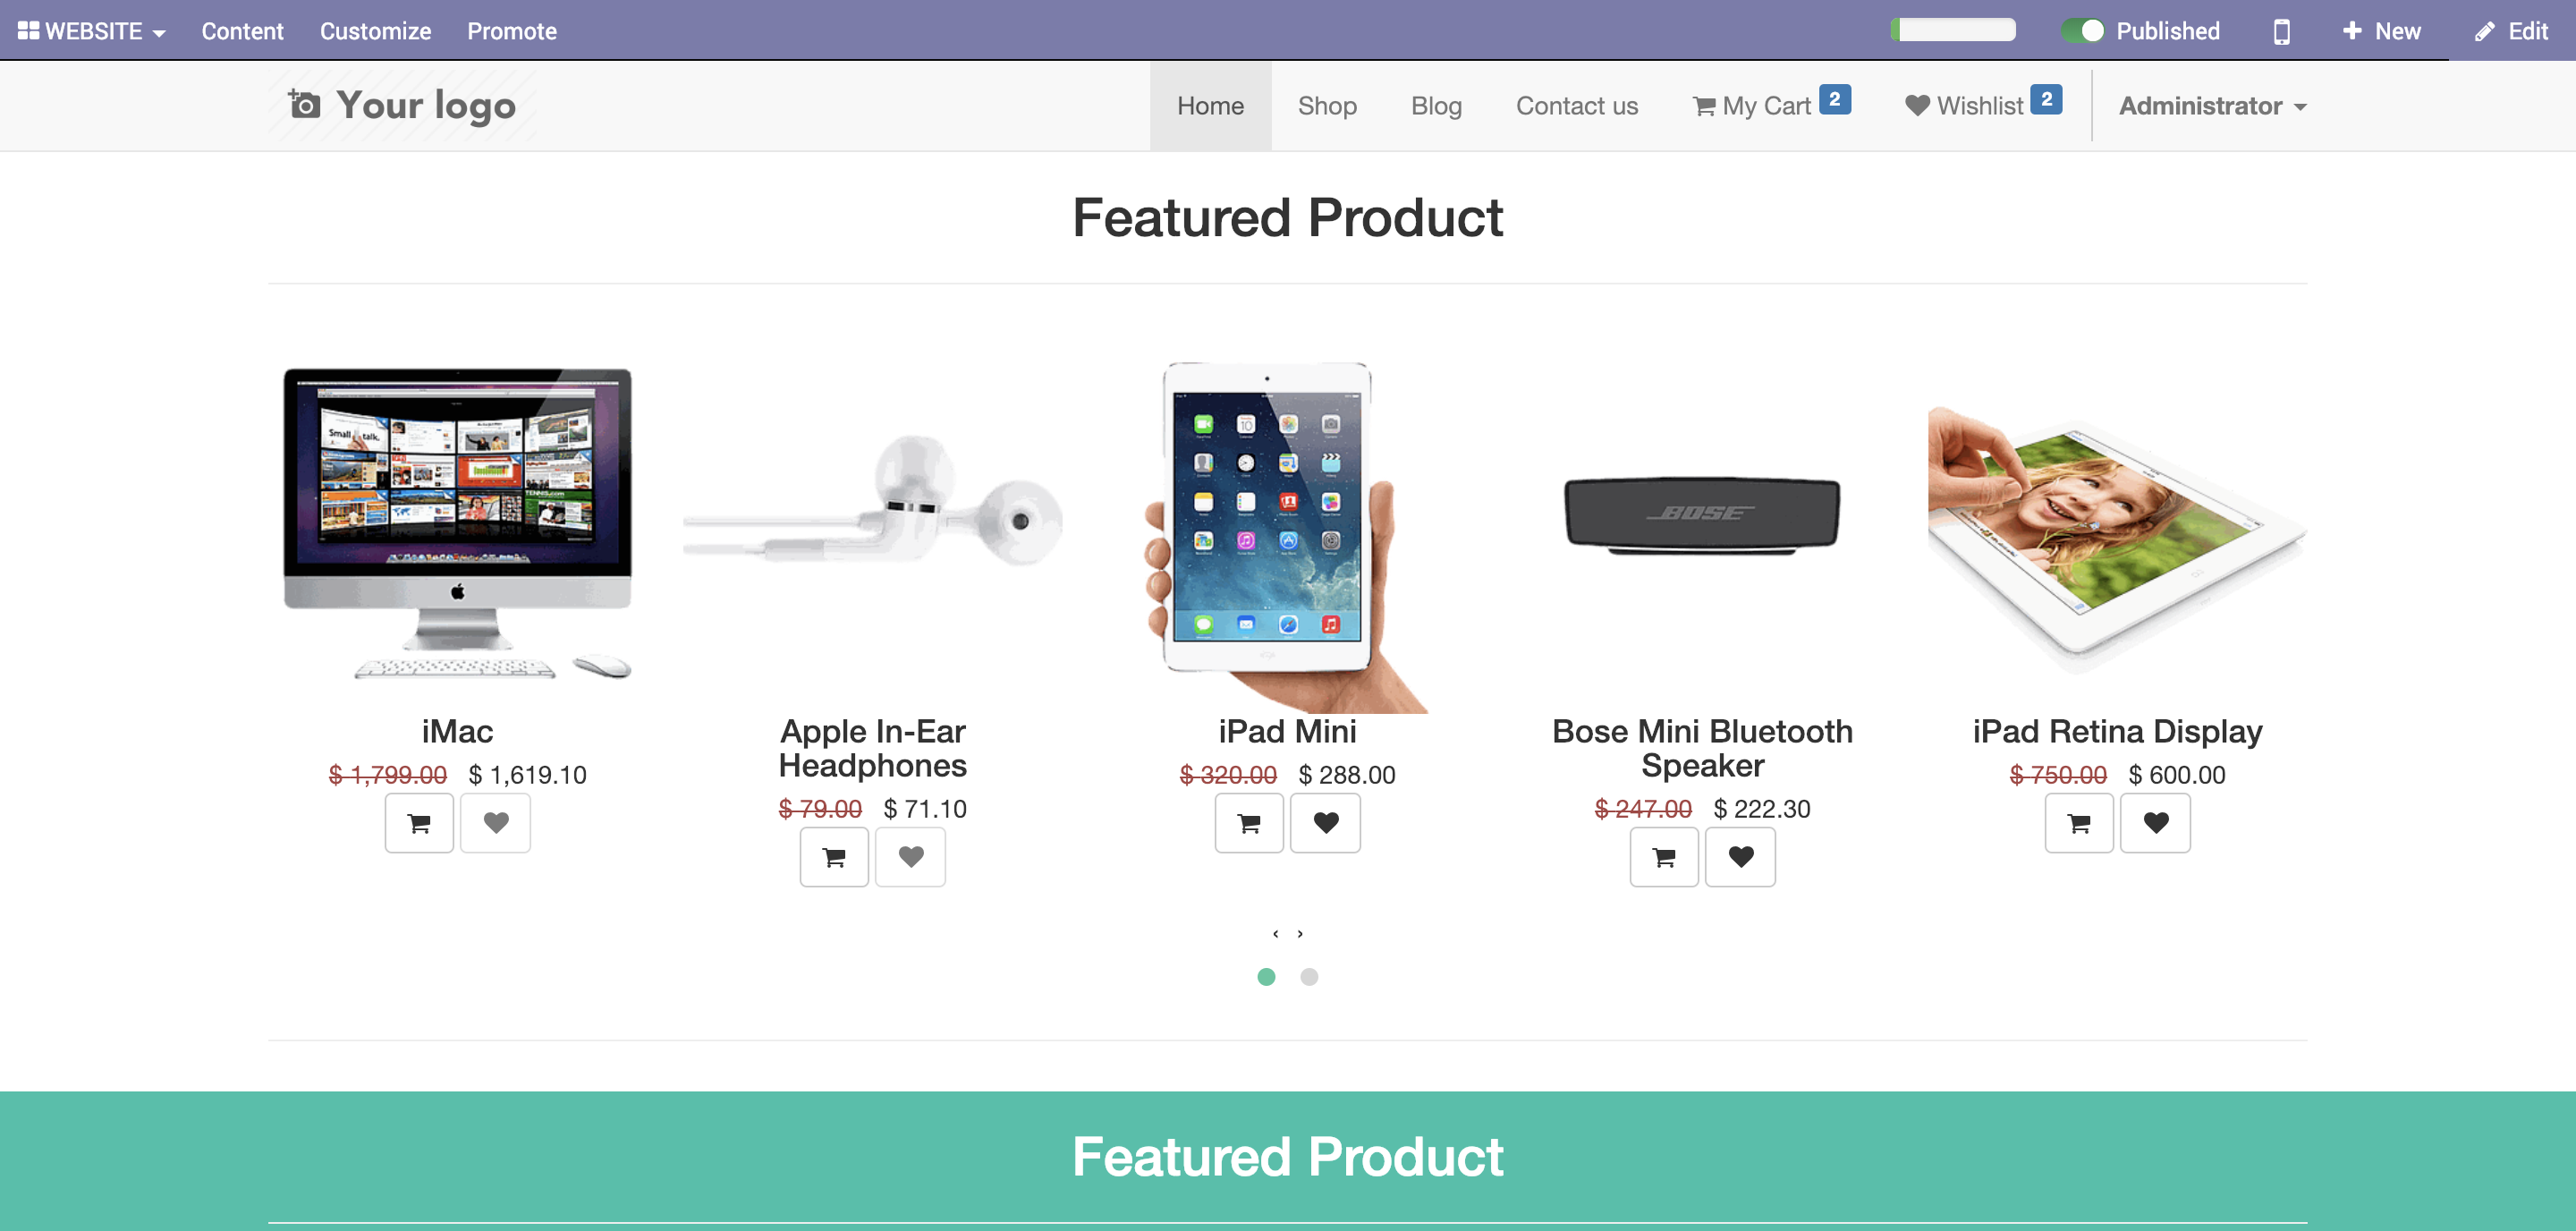 WEBSITE Content Customize Promote Published New Edit
Your logo Home Shop Blog Contact us My Cart 2 Wishlist 2 Administrator
Featured Product
Small talk.
BOSE
iMac
$ 1,799.00 $ 1,619.10
Apple In-Ear
Headphones
$ 79.00 $ 71.10
iPad Mini
$ 320.00 $ 288.00
Bose Mini Bluetooth
Speaker
$ 247.00 $ 222.30
iPad Retina Display
$ 750.00 $ 600.00
‹ ›
Featured Product